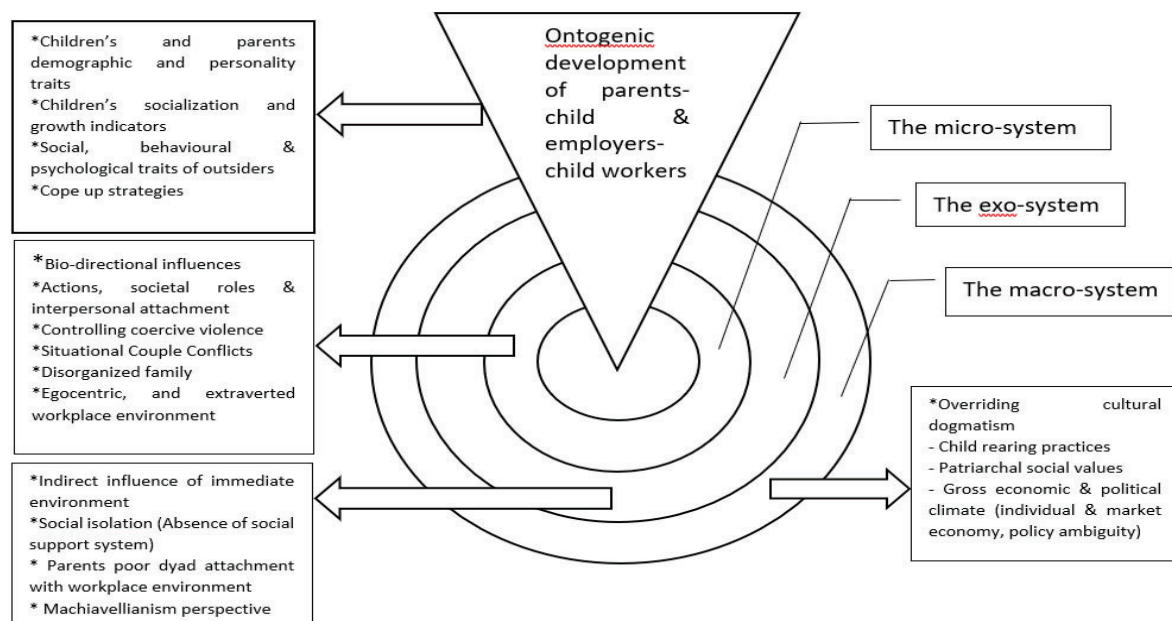 *Children's and parents
demographic and personality
traits
*Children's socialization and
growth indicators
*Social, behavioural &
psychological traits of outsiders
*Cope up strategies
Ontogenic
development
of parents-
child &
employers-
child workers
The micro-system
The exo-system
The macro-system
*Bio-directional influences
*Actions, societal roles &
interpersonal attachment
*Controlling coercive violence
*Situational Couple Conflicts
*Disorganized family
*Egocentric, and extraverted
workplace environment
*Indirect influence of immediate
environment
*Social isolation (Absence of social
support system)
* Parents poor dyad attachment
with workplace environment
* Machiavellianism perspective
*Overriding cultural
dogmatism
- Child rearing practices
- Patriarchal social values
- Gross economic & political
climate (individual & market
economy, policy ambiguity)